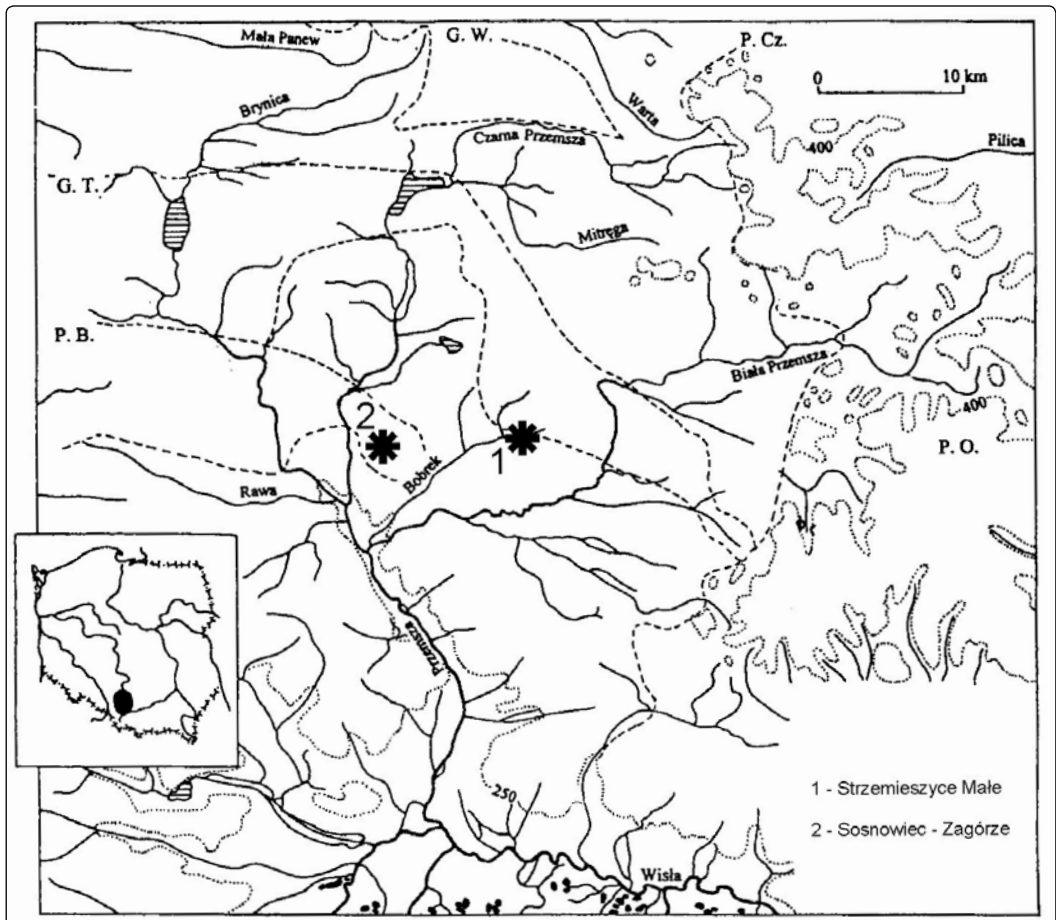 Mała Panew
G. W.
P. Cz.
0 10 km
Brynica
Warta
Czarna Przemsza
400
Pilica
G. T.
Mitręga
P. B.
Biała Przemsza
400
2
1
Bobrek
P. O.
Rawa
Przemsza
250
1 - Strzemieszyce Małe
2 - Sosnowiec - Zagórze
Wisła